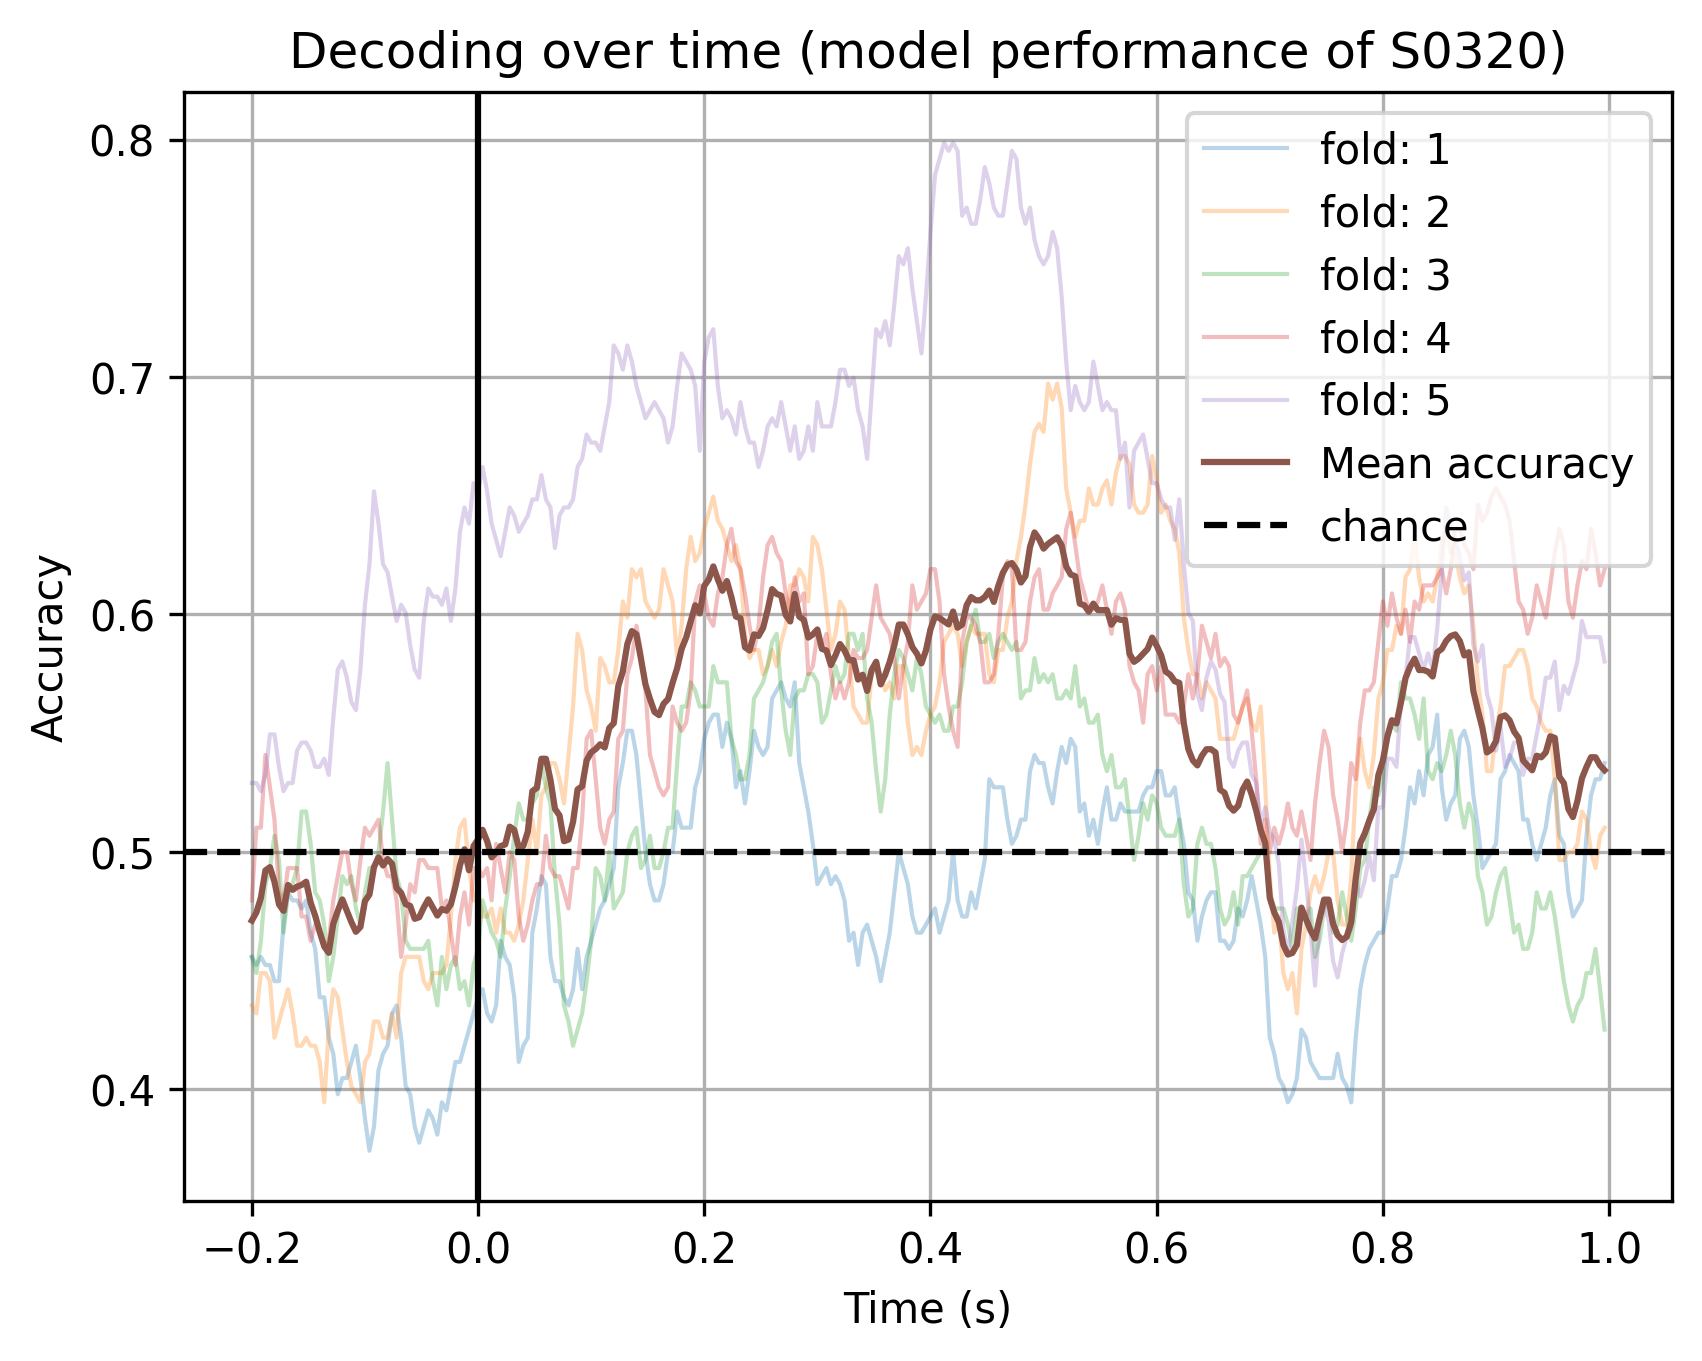 Decoding over time (model performance of S0320)
fold: 1
fold: 2
fold: 3
fold: 4
fold: 5
Mean accuracy
chance
Accuracy
0.8
0.7
0.6
0.5
0.4
−0.2 0.0 0.2 0.4 0.6 0.8 1.0
Time (s)